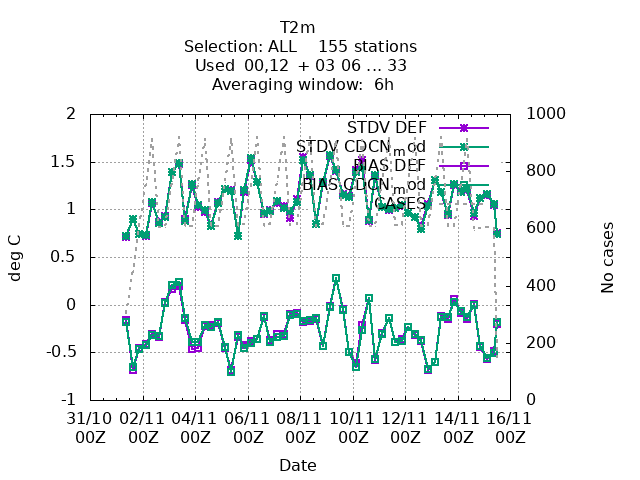 T2m
Selection: ALL    155 stations
Used  00,12  + 03 06 ... 33
Averaging window:  6h
STDV DEF
STDV CDCN_mod
BIAS DEF
BIAS CDCN_mod
CASES
2
1.5
1
0.5
0
-0.5
-1
1000
800
600
400
200
0
deg C
No cases
31/10 02/11 04/11 06/11 08/11 10/11 12/11 14/11 16/11
00Z 00Z 00Z 00Z 00Z 00Z 00Z 00Z 00Z
Date